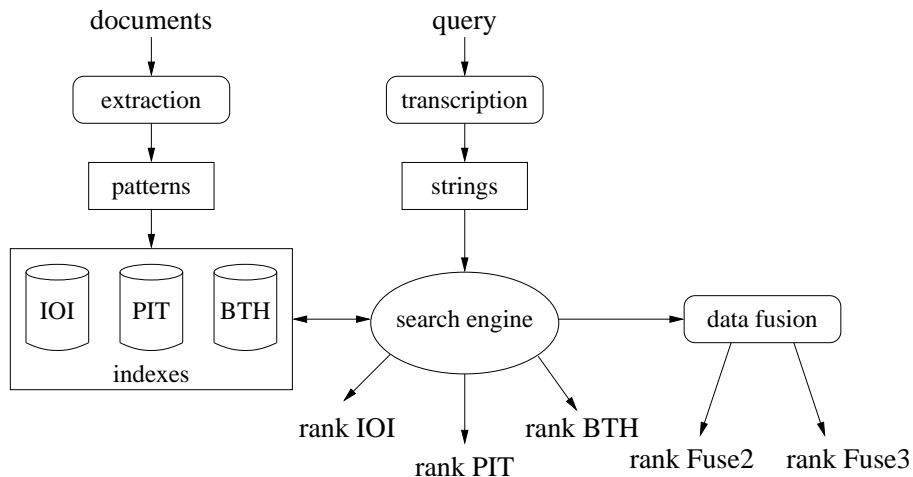 documents
query
extraction
transcription
patterns
strings
IOI
PIT
BTH
indexes
search engine
data fusion
rank IOI
rank PIT
rank BTH
rank Fuse2
rank Fuse3